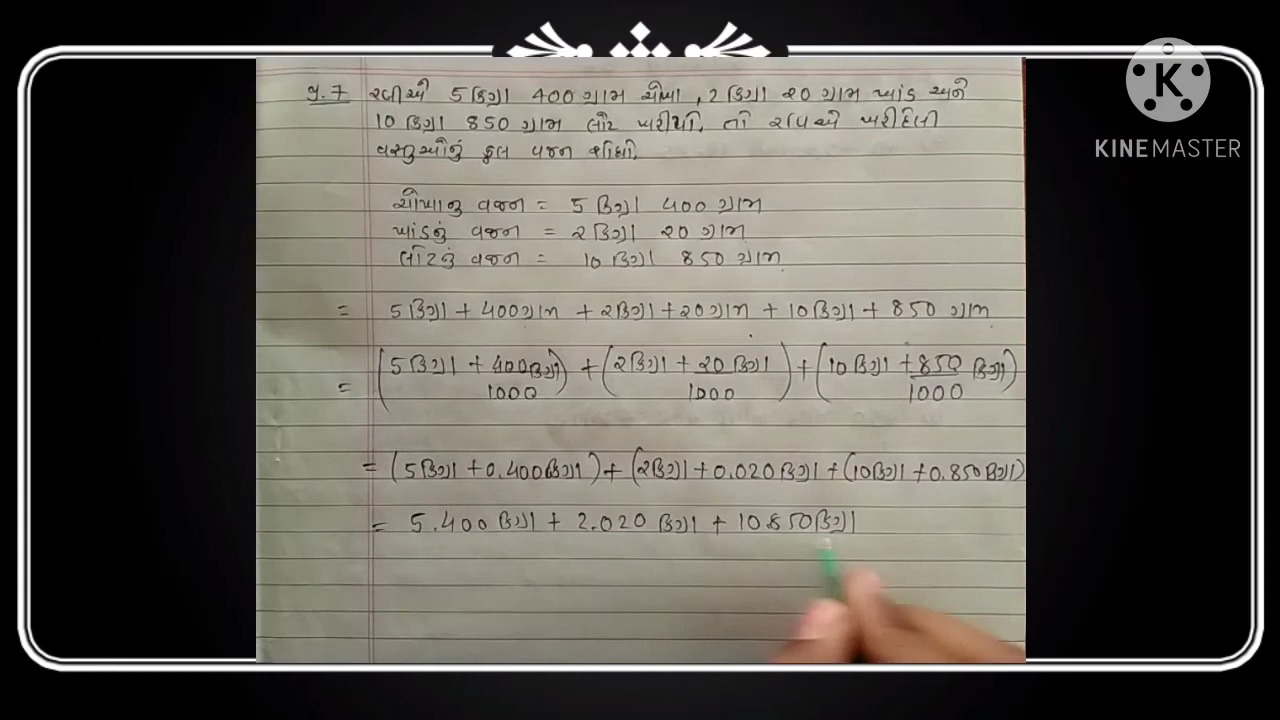 પ્ર.7 રવીએ 5 કિગ્રા 400 ગ્રામ ચોખા, 2 કિગ્રા 20 ગ્રામ ખાંડ અને
10 કિગ્રા 850 ગ્રામ લોટ ખરીદ્યા. તો રવિએ ખરીદેલી
વસ્તુઓનું કુલ વજન શોધો.
ચોખાનુ વજન = 5 કિગ્રા 400 ગ્રામ
ખાંડનું વજન = 2 કિગ્રા 20 ગ્રામ
લોટનું વજન = 10 કિગ્રા 850 ગ્રામ
= 5 કિગ્રા + 400 ગ્રામ + 2 કિગ્રા + 20 ગ્રામ + 10 કિગ્રા + 850 ગ્રામ
= (5 કિગ્રા + 400/1000 કિગ્રા) + (2 કિગ્રા + 20/1000 કિગ્રા) + (10 કિગ્રા + 850/1000 કિગ્રા)
= (5 કિગ્રા + 0.400 કિગ્રા) + (2 કિગ્રા + 0.020 કિગ્રા + (10 કિગ્રા + 0.850 કિગ્રા)
= 5.400 કિગ્રા + 2.020 કિગ્રા + 10.850 કિગ્રા
K
KINEMASTER